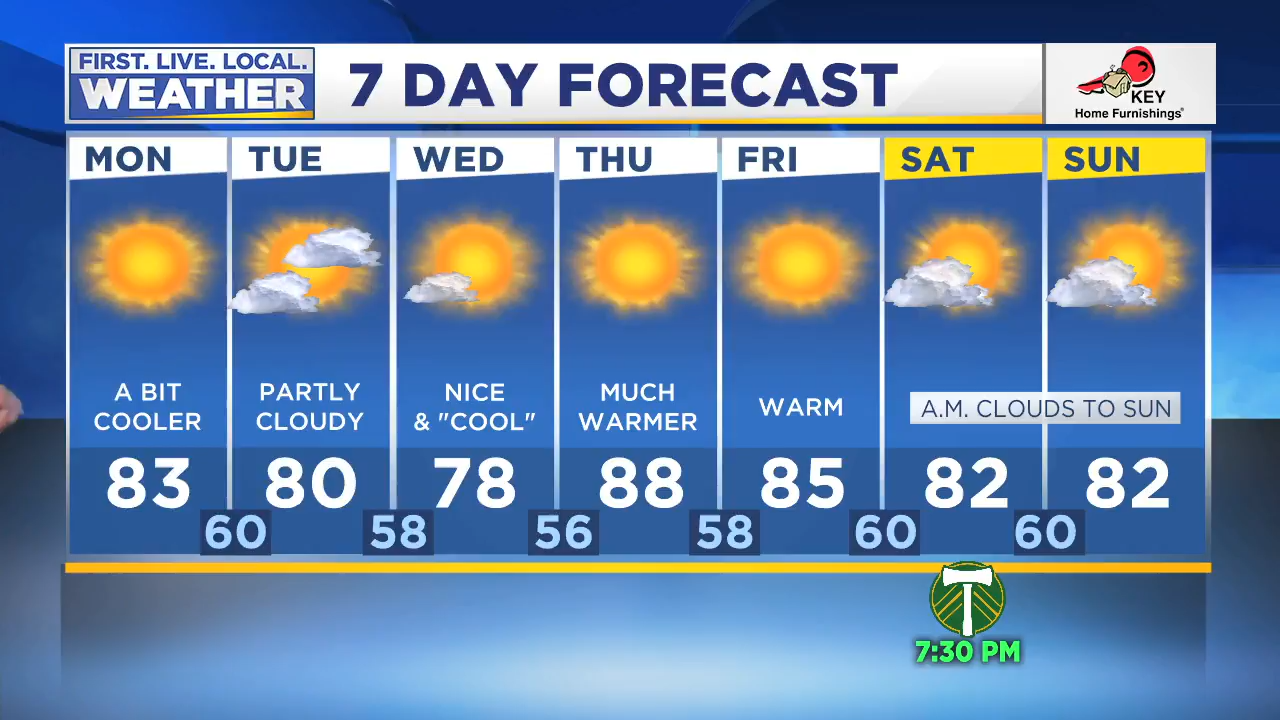 FIRST. LIVE. LOCAL.
WEATHER
7 DAY FORECAST
KEY
Home Furnishings®
MON
TUE
WED
THU
FRI
SAT
SUN
A BIT
COOLER
PARTLY
CLOUDY
NICE
& "COOL"
MUCH
WARMER
WARM
A.M. CLOUDS TO SUN
83
80
78
88
85
82
82
60
58
56
58
60
60
T
7:30 PM